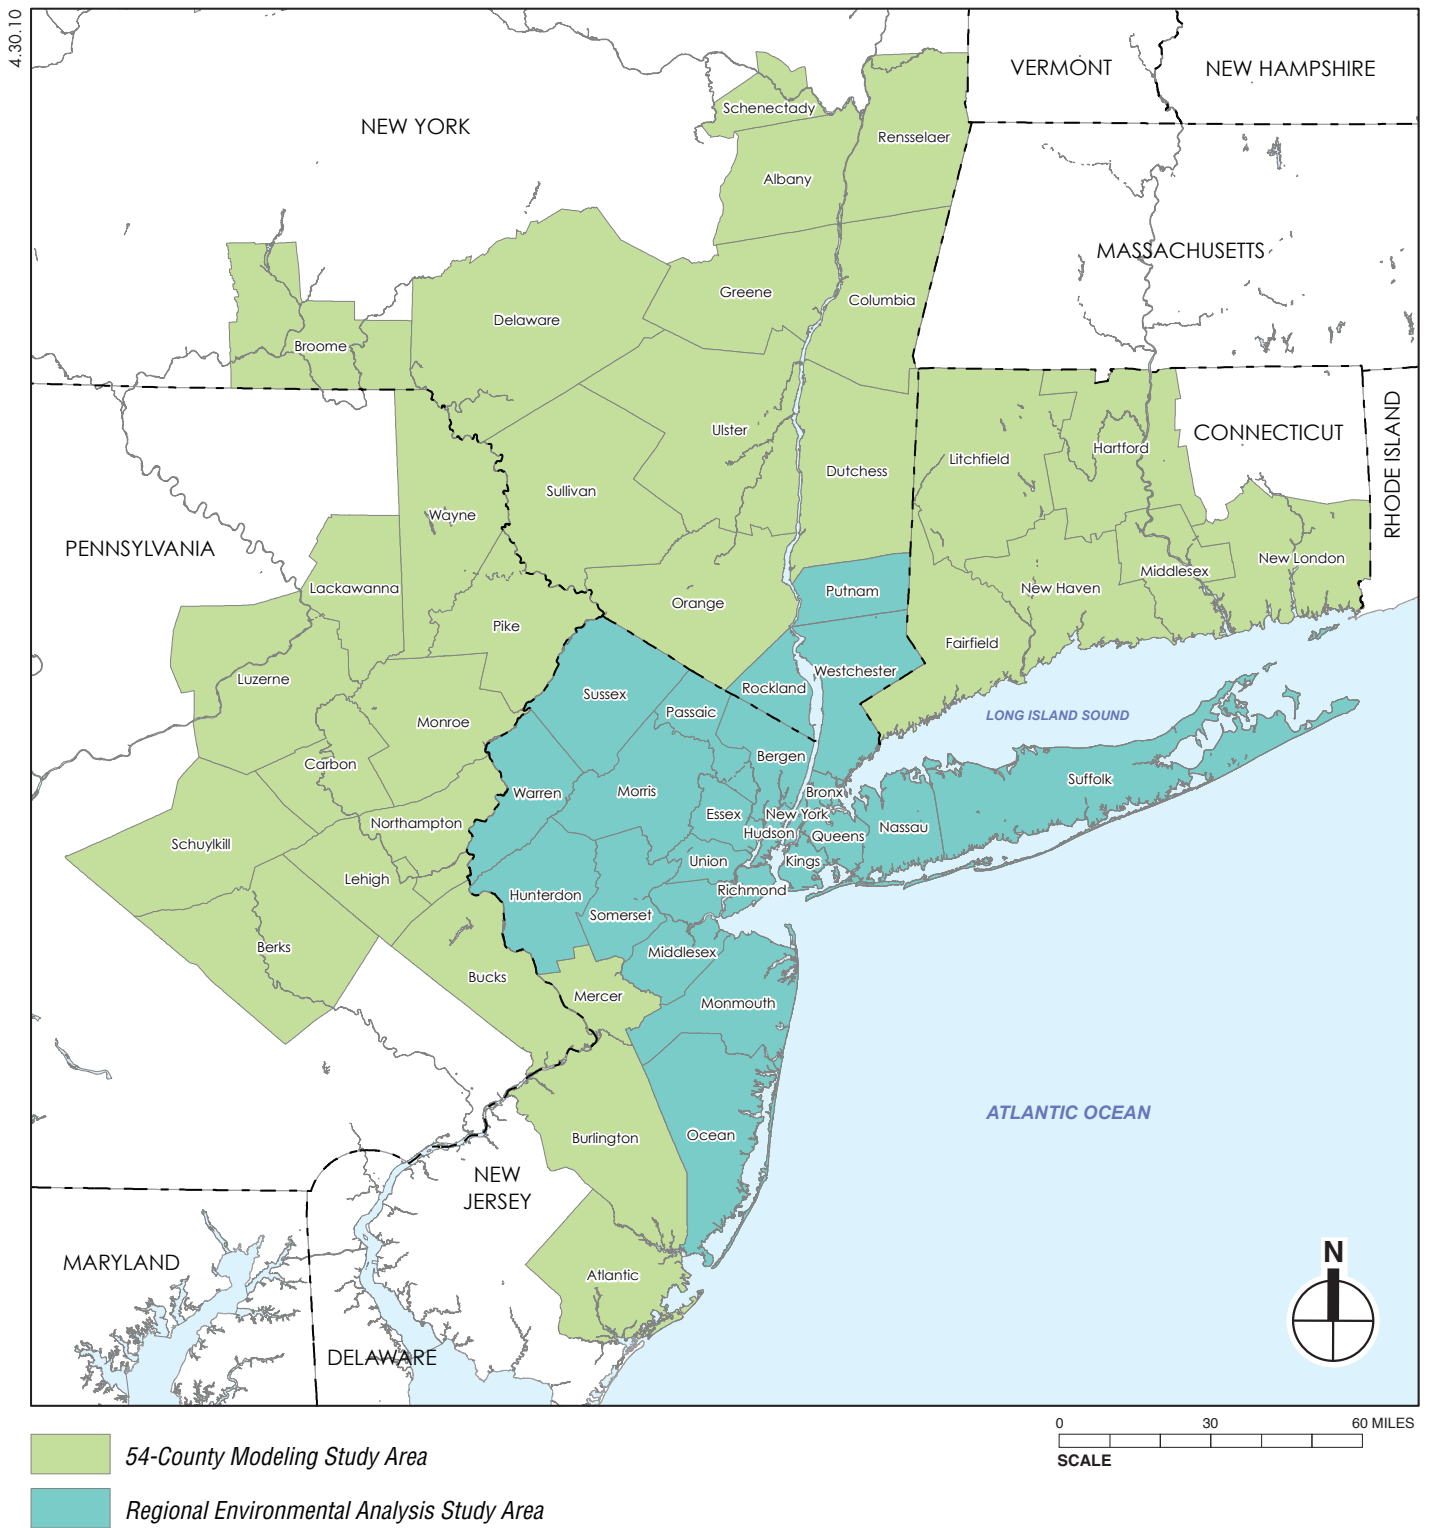 4.30.10
VERMONT
NEW HAMPSHIRE
NEW YORK
Schenectady
Rensselaer
Albany
MASSACHUSETTS
Greene
Columbia
Delaware
Broome
Ulster
CONNECTICUT
RHODE ISLAND
Hartford
Litchfield
Dutchess
Sullivan
Wayne
PENNSYLVANIA
New London
Middlesex
Lackawanna
New Haven
Putnam
Orange
Pike
Fairfield
Westchester
Luzerne
Rockland
Sussex
Passaic
LONG ISLAND SOUND
Monroe
Bergen
Carbon
Suffolk
Warren
Morris
Bronx
Essex
New York
Northampton
Nassau
Hudson
Queens
Schuylkill
Union
Kings
Lehigh
Richmond
Hunterdon
Somerset
Berks
Middlesex
Bucks
Mercer
Monmouth
ATLANTIC OCEAN
Ocean
Burlington
NEW
JERSEY
MARYLAND
Atlantic
N
DELAWARE
0 30 60 MILES
SCALE
54-County Modeling Study Area
Regional Environmental Analysis Study Area